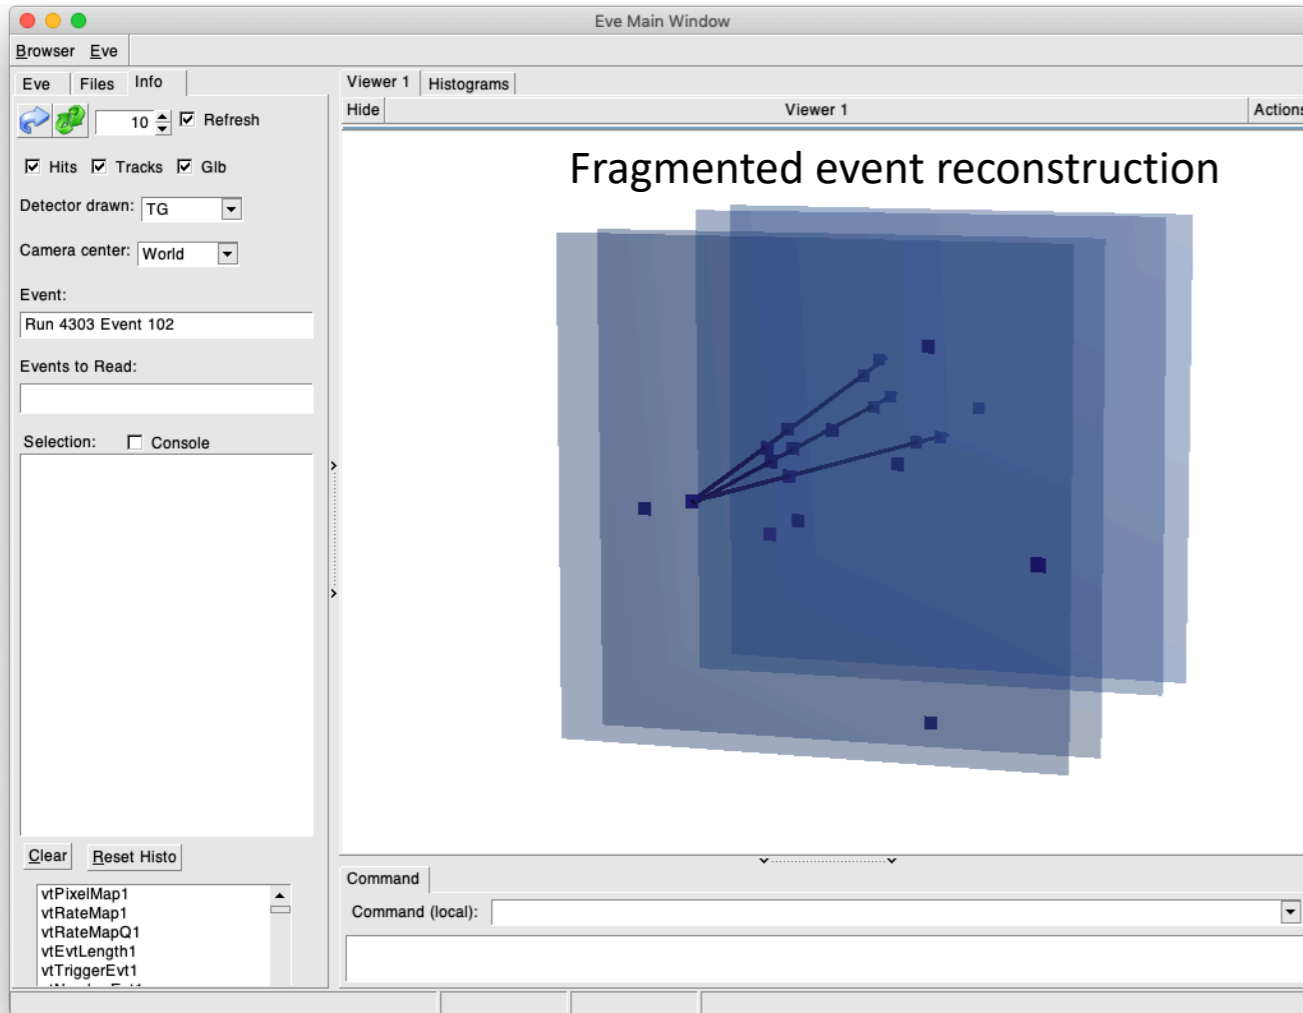 Eve Main Window
Browser Eve
Eve Files Info
10 Refresh
Hits Tracks Glb
Detector drawn: TG
Camera center: World
Event:
Run 4303 Event 102
Events to Read:
Selection: Console
Clear Reset Histo
vtPixelMap1
vtRateMap1
vtRateMapQ1
vtEvtLength1
vtTriggerEvt1
Viewer 1 Histograms
Hide Viewer 1 Actions
Fragmented event reconstruction
Command
Command (local):